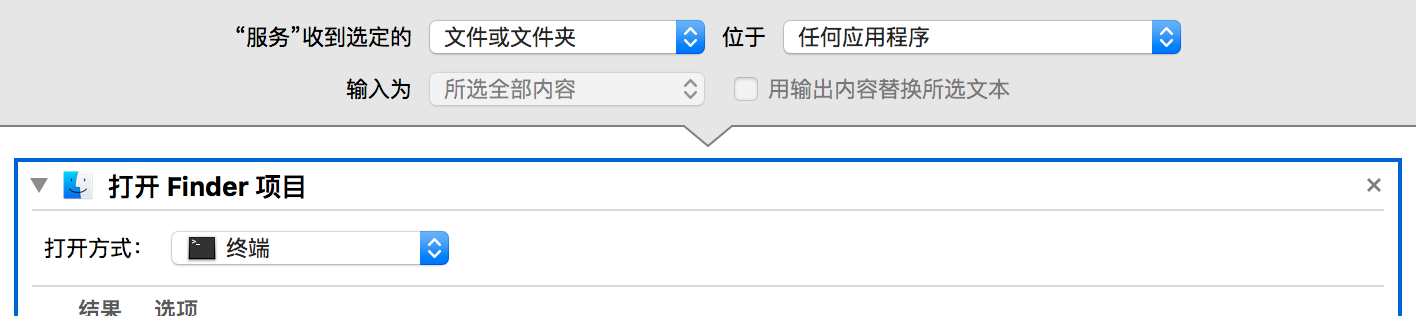 “服务”收到选定的 文件或文件夹 位于 任何应用程序
输入为 所选全部内容 用输出内容替换所选文本
打开 Finder 项目
打开方式： 终端
结果 选项